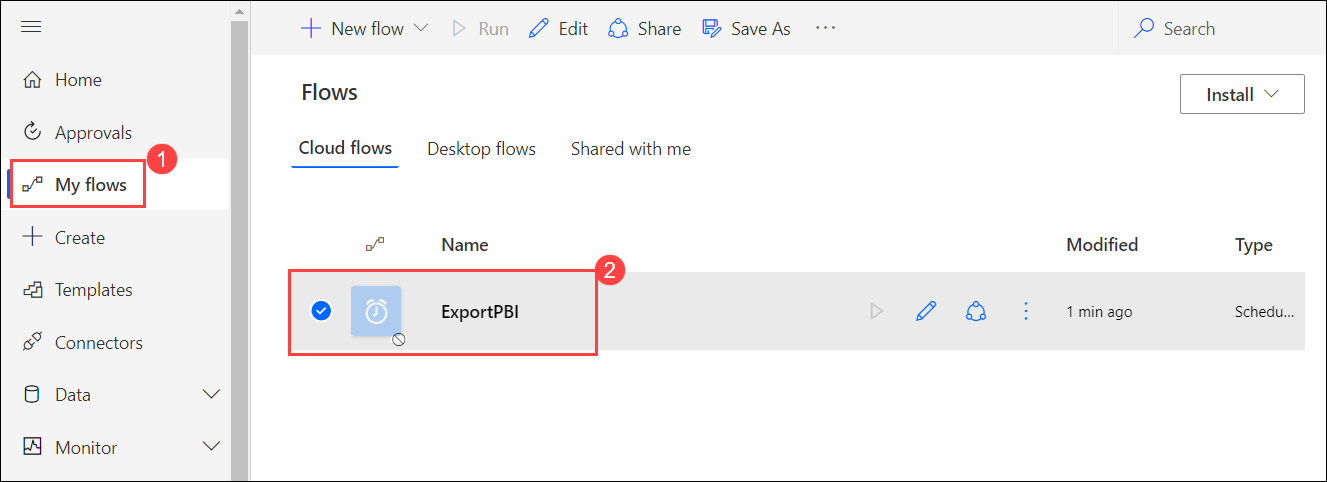 New flow Run Edit Share Save As ··· Search
Home
Approvals
1
My flows
Create
Templates
Connectors
Data
Monitor
Flows
Install
Cloud flows Desktop flows Shared with me
Name Modified Type
2
ExportPBI 1 min ago Schedu...